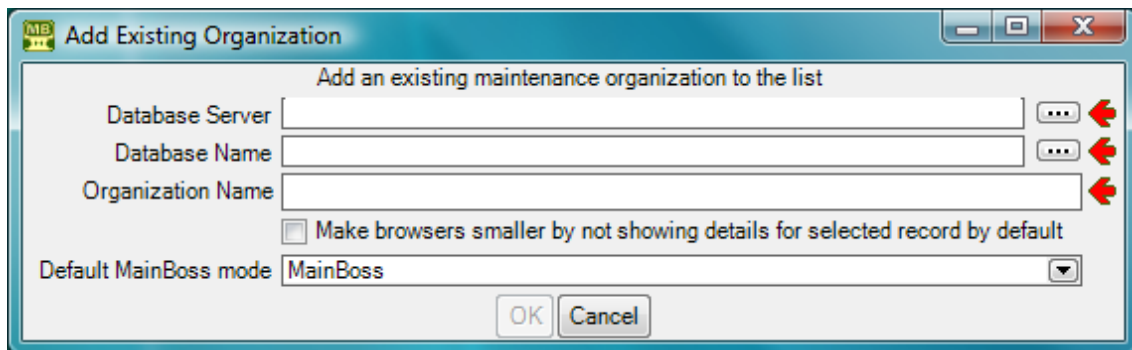 MB
Add Existing Organization
Add an existing maintenance organization to the list
Database Server
Database Name
Organization Name
Make browsers smaller by not showing details for selected record by default
Default MainBoss mode MainBoss
OK Cancel